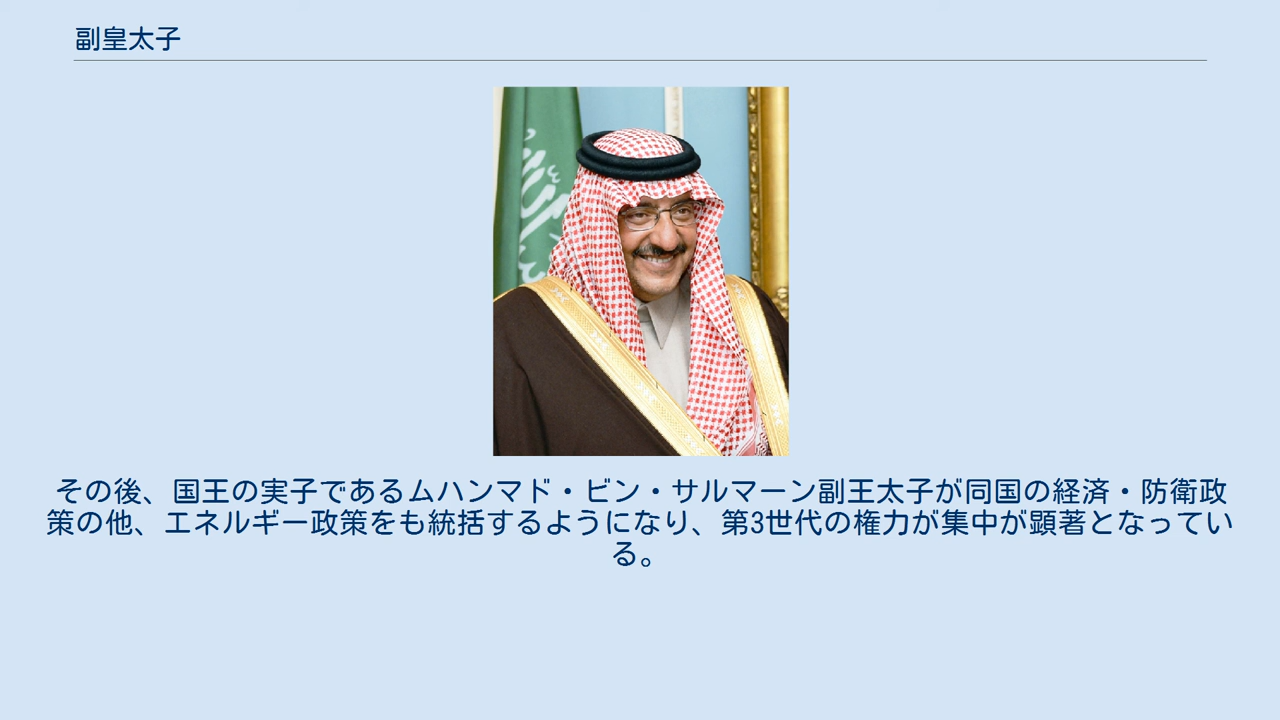 副皇太子
その後、国王の実子であるムハンマド・ビン・サルマーン副王太子が同国の経済・防衛政
策の他、エネルギー政策をも統括するようになり、第3世代の権力が集中が顕著となってい
る。